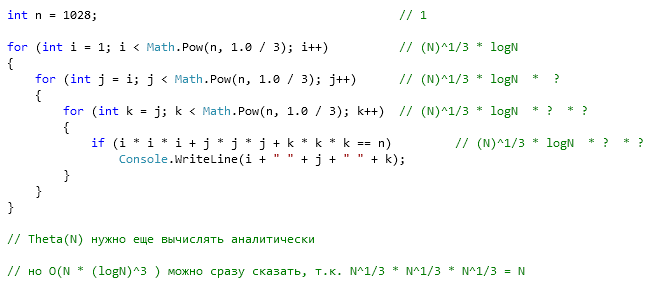 int n = 1028; // 1
for (int i = 1; i < Math.Pow(n, 1.0 / 3); i++) // (N)^1/3 * logN
{
for (int j = i; j < Math.Pow(n, 1.0 / 3); j++) // (N)^1/3 * logN * ?
{
for (int k = j; k < Math.Pow(n, 1.0 / 3); k++) // (N)^1/3 * logN * ? * ?
{
if (i * i * i + j * j * j + k * k * k == n) // (N)^1/3 * logN * ? * ?
Console.WriteLine(i + " " + j + " " + k);
}
}
}
// Theta(N) нужно еще вычислять аналитически
// но O(N * (logN)^3 ) можно сразу сказать, т.к. N^1/3 * N^1/3 * N^1/3 = N